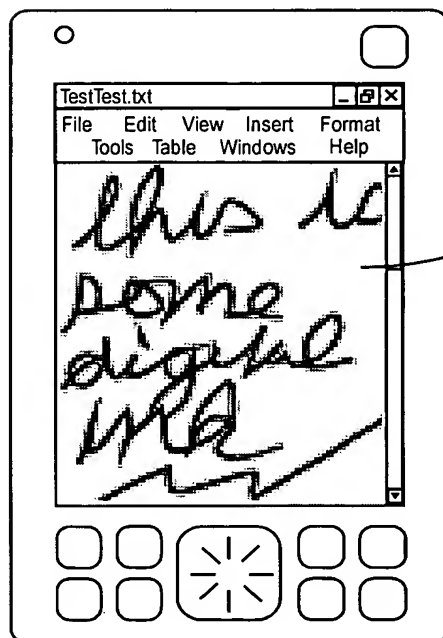 TestTest.txt
File Edit View Insert Format
Tools Table Windows Help
this is
some
digital
ink